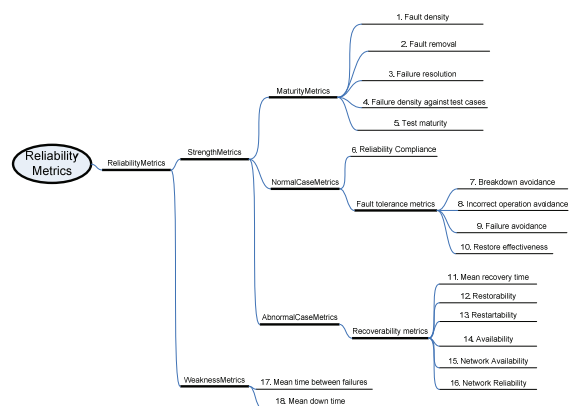 Reliability
Metrics
ReliabilityMetrics
StrengthMetrics
MaturityMetrics
1. Fault density
2. Fault removal
3. Failure resolution
4. Failure density against test cases
5. Test maturity
NormalCaseMetrics
6. Reliability Compliance
Fault tolerance metrics
7. Breakdown avoidance
8. Incorrect operation avoidance
9. Failure avoidance
10. Restore effectiveness
AbnormalCaseMetrics
Recoverability metrics
11. Mean recovery time
12. Restorability
13. Restartability
14. Availability
15. Network Availability
16. Network Reliability
WeaknessMetrics
17. Mean time between failures
18. Mean down time